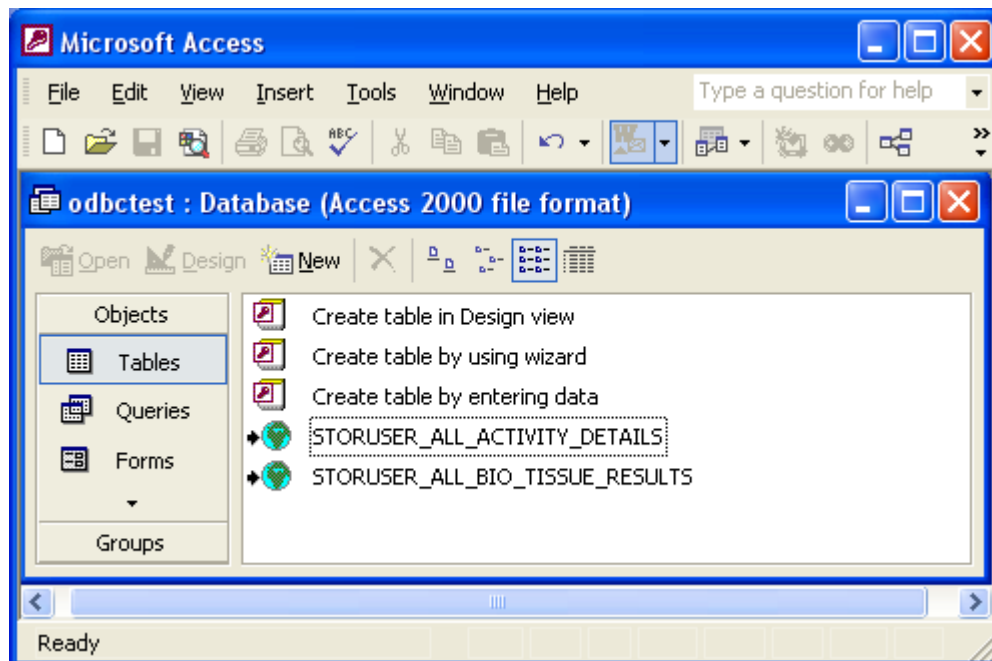 Microsoft Access
File Edit View Insert Tools Window Help Type a question for help
ABC W
odbctest : Database (Access 2000 file format)
Open Design New
Objects
Tables
Queries
Forms
Groups
Create table in Design view
Create table by using wizard
Create table by entering data
STORUSER_ALL_ACTIVITY_DETAILS
STORUSER_ALL_BIO_TISSUE_RESULTS
Ready